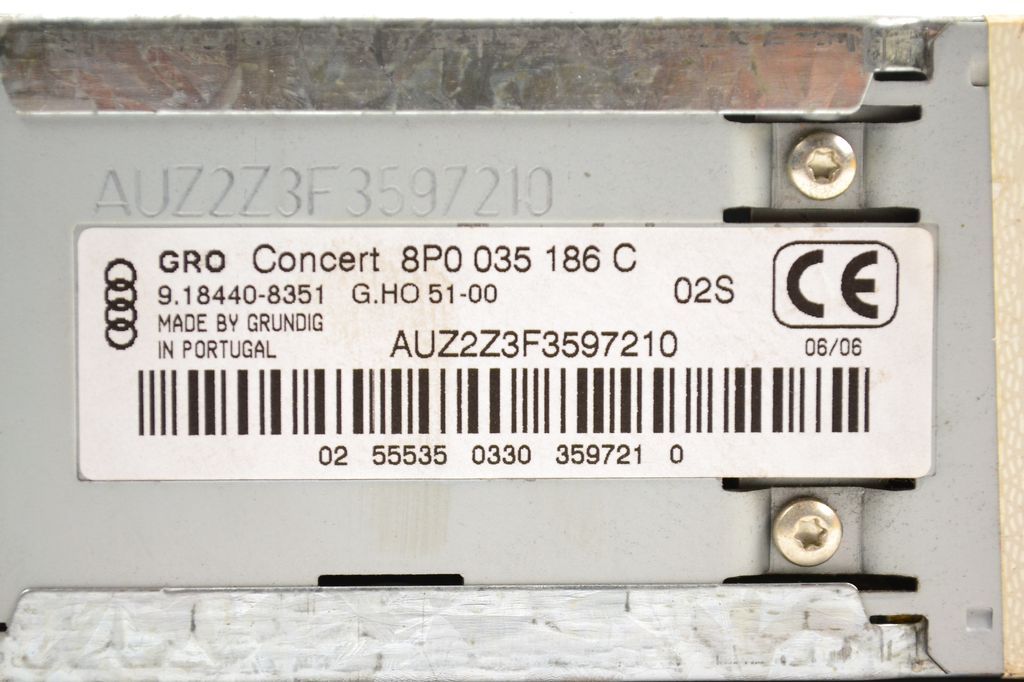 AUZ2Z3F3597210
GRO Concert 8P0 035 186 C
9.18440-8351 G.HO 51-00 02S
MADE BY GRUNDIG
IN PORTUGAL
AUZ2Z3F3597210
CE
06/06
02 55535 0330 359721 0